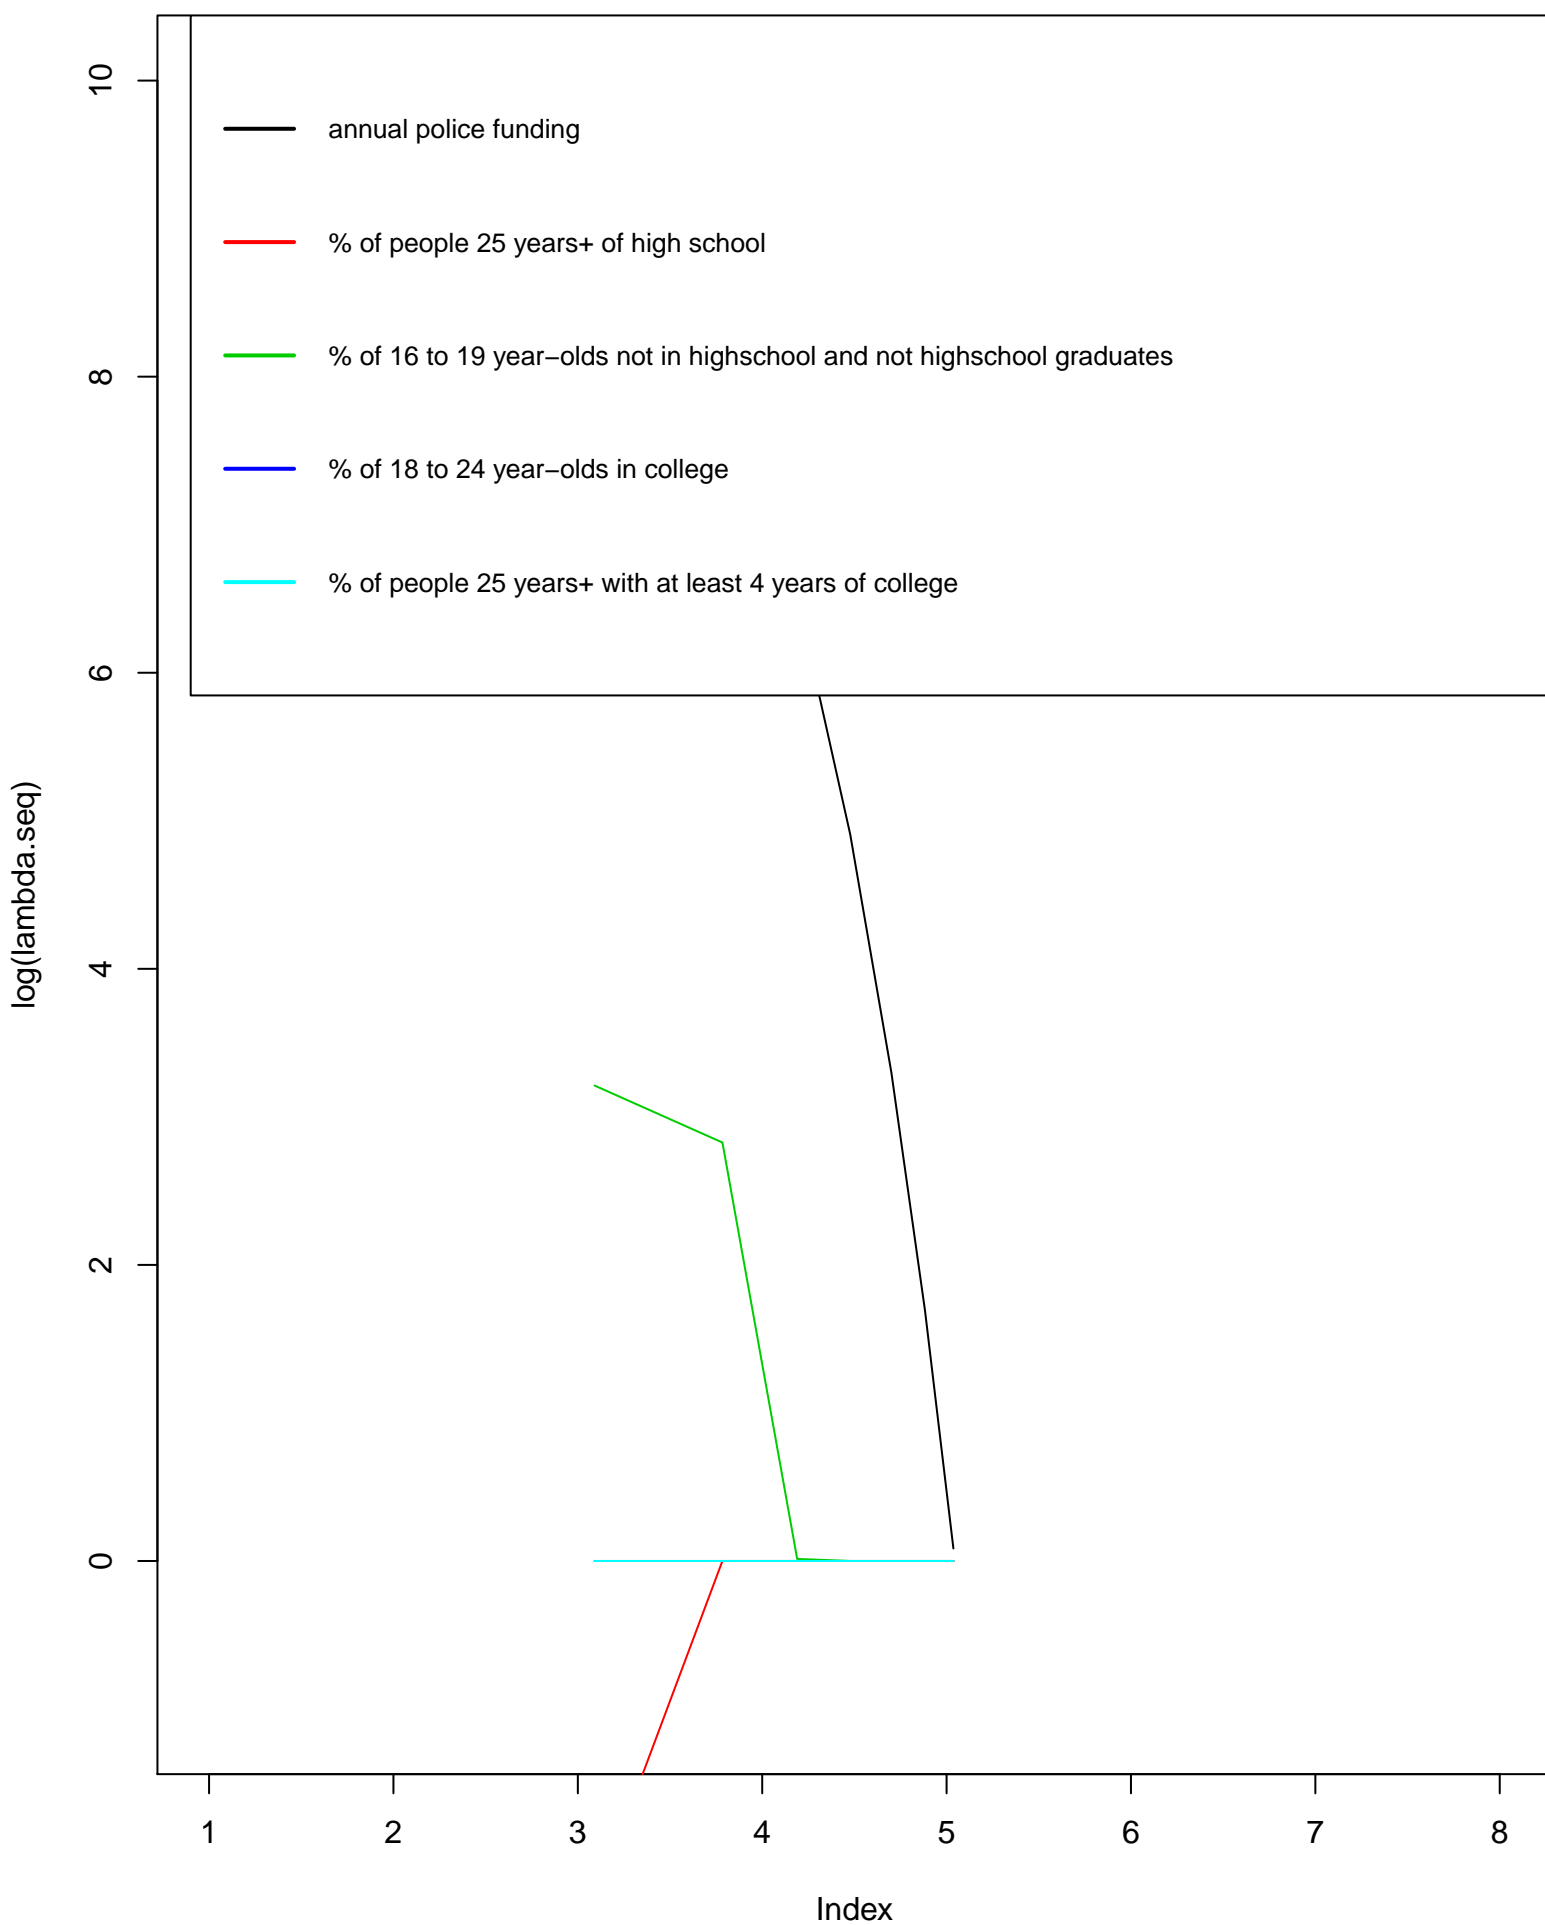 annual police funding
% of people 25 years+ of high school
% of 16 to 19 year−olds not in highschool and not highschool graduates
% of 18 to 24 year−olds in college
% of people 25 years+ with at least 4 years of college
log(lambda.seq)
10
8
6
4
2
0
1 2 3 4 5 6 7 8
Index